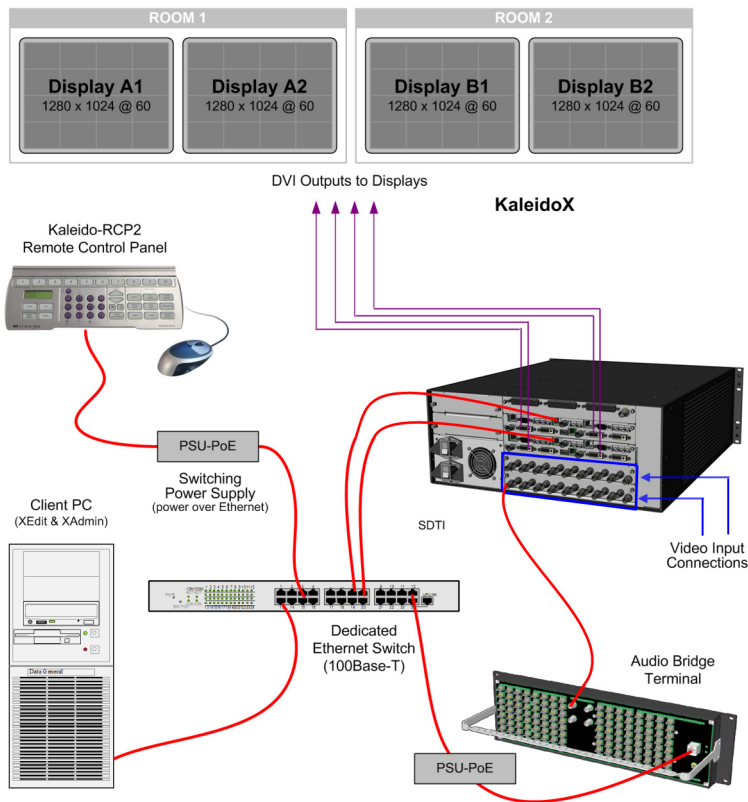 ROOM 1
ROOM 2
Display A1
1280 x 1024 @ 60
Display A2
1280 x 1024 @ 60
Display B1
1280 x 1024 @ 60
Display B2
1280 x 1024 @ 60
DVI Outputs to Displays
KaleidoX
Kaleido-RCP2
Remote Control Panel
PSU-PoE
Switching
Power Supply
(power over Ethernet)
Client PC
(XEdit & XAdmin)
SDTI
Video Input
Connections
Dedicated
Ethernet Switch
(100Base-T)
Data General
Audio Bridge
Terminal
PSU-PoE